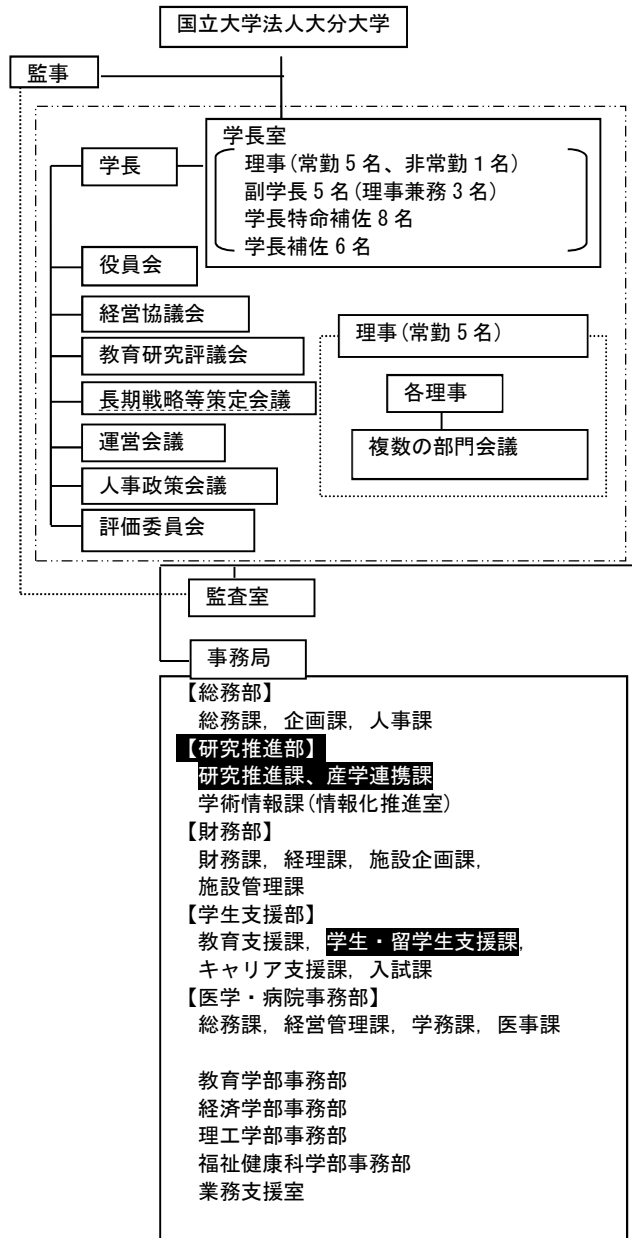 国立大学法人大分大学
監事
学長
学長室
理事(常勤5名、非常勤１名)
副学長5名(理事兼務3名)
学長特命補佐8名
学長補佐6名
役員会
経営協議会
教育研究評議会
長期戦略等策定会議
運営会議
人事政策会議
評価委員会
理事(常勤5名)
各理事
複数の部門会議
監査室
事務局
【総務部】
総務課, 企画課, 人事課
【研究推進部】
研究推進課、産学連携課
学術情報課(情報化推進室)
【財務部】
財務課, 経理課, 施設企画課,
施設管理課
【学生支援部】
教育支援課, 学生・留学生支援課,
キャリア支援課, 入試課
【医学・病院事務部】
総務課, 経営管理課, 学務課, 医事課
教育学部事務部
経済学部事務部
理工学部事務部
福祉健康科学部事務部
業務支援室